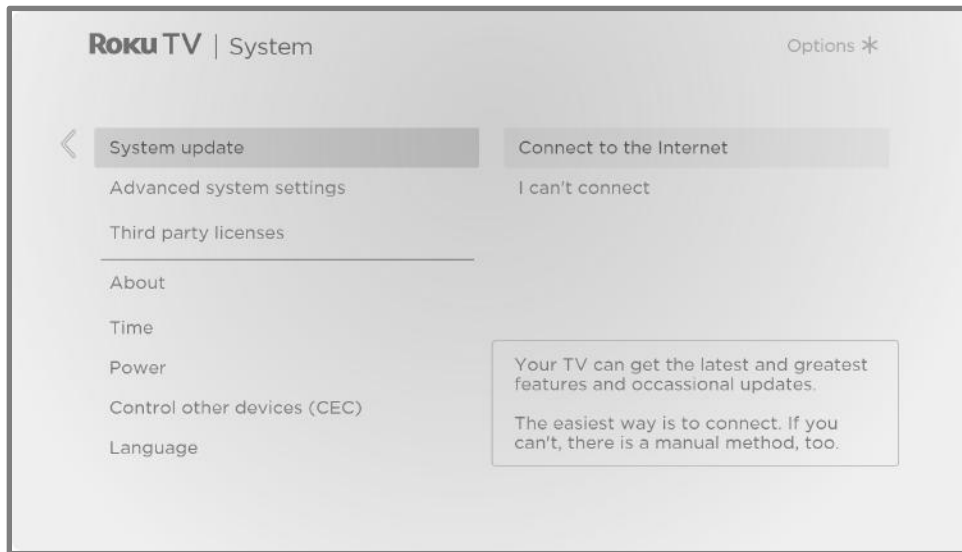 Roku TV | System
Options *
System update
Advanced system settings
Third party licenses
About
Time
Power
Control other devices (CEC)
Language
Connect to the Internet
I can't connect
Your TV can get the latest and greatest
features and occassional updates.
The easiest way is to connect. If you
can't, there is a manual method, too.